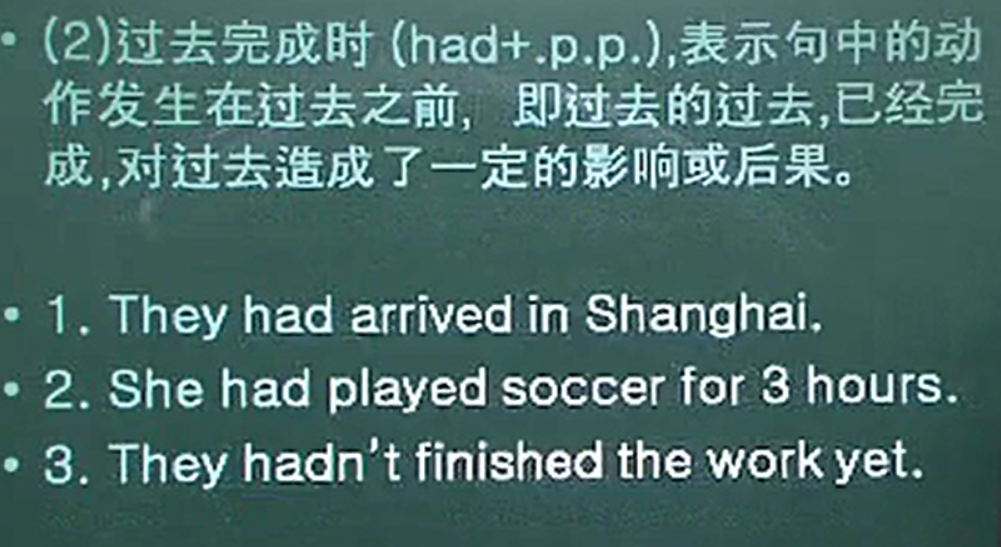 • (2)过去完成时 (had+.p.p.),表示句中的动
作发生在过去之前, 即过去的过去,已经完
成,对过去造成了一定的影响或后果。
• 1. They had arrived in Shanghai.
• 2. She had played soccer for 3 hours.
• 3. They hadn't finished the work yet.